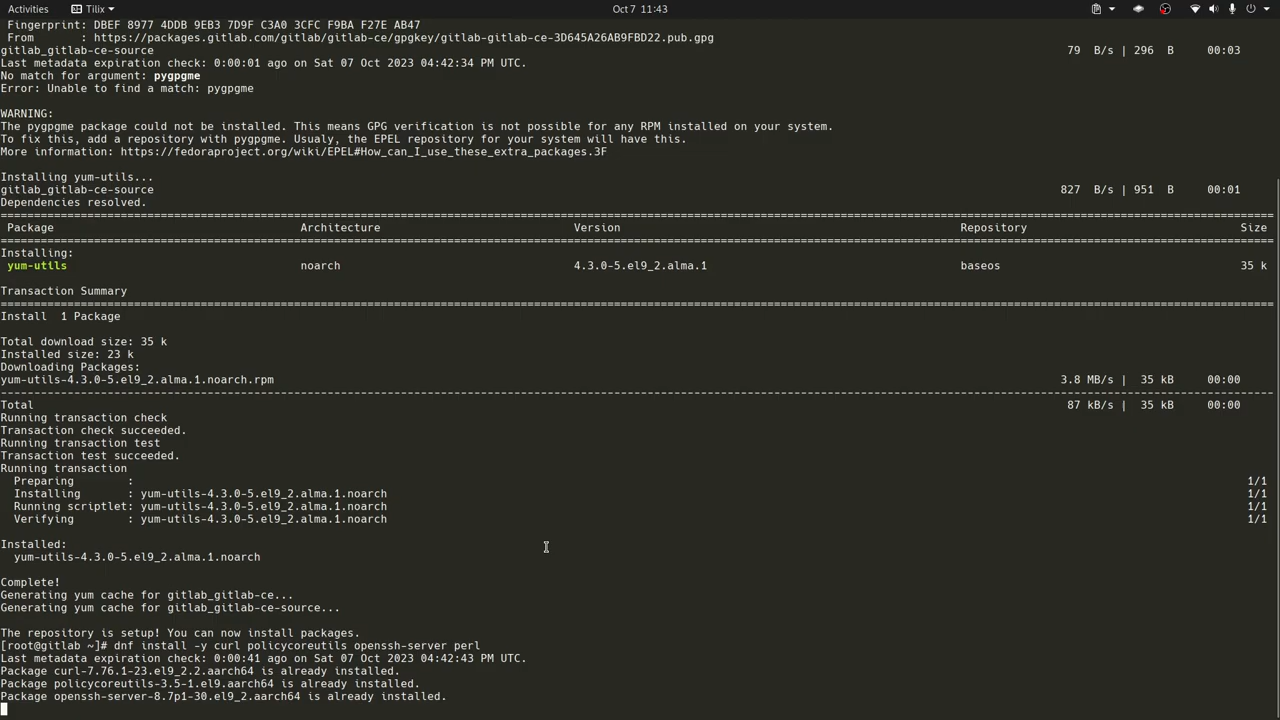 Activities
Tilix
Oct 7 11:43
Fingerprint: DBEF 8977 4DDB 9EB3 7D9F C3A0 3CFC F9BA F27E AB47
From : https://packages.gitlab.com/gitlab/gitlab-ce/gpgkey/gitlab-gitlab-ce-3D645A26AB9FBD22.pub.gpg
gitlab_gitlab-ce-source 79 B/s | 296 B 00:03
Last metadata expiration check: 0:00:01 ago on Sat 07 Oct 2023 04:42:34 PM UTC.
No match for argument: pygpgme
Error: Unable to find a match: pygpgme
WARNING:
The pygpgme package could not be installed. This means GPG verification is not possible for any RPM installed on your system.
To fix this, add a repository with pygpgme. Usualy, the EPEL repository for your system will have this.
More information: https://fedoraproject.org/wiki/EPEL#How_can_I_use_these_extra_packages.3F
Installing yum-utils...
gitlab_gitlab-ce-source 827 B/s | 951 B 00:01
Dependencies resolved.
================================================================================
Package Architecture Version Repository Size
================================================================================
Installing:
yum-utils noarch 4.3.0-5.el9_2.alma.1 baseos 35 k
Transaction Summary
================================================================================
Install 1 Package
Total download size: 35 k
Installed size: 23 k
Downloading Packages:
yum-utils-4.3.0-5.el9_2.alma.1.noarch.rpm 3.8 MB/s | 35 kB 00:00
--------------------------------------------------------------------------------
Total 87 kB/s | 35 kB 00:00
Running transaction check
Transaction check succeeded.
Running transaction test
Transaction test succeeded.
Running transaction
Preparing : 1/1
Installing : yum-utils-4.3.0-5.el9_2.alma.1.noarch 1/1
Running scriptlet: yum-utils-4.3.0-5.el9_2.alma.1.noarch 1/1
Verifying : yum-utils-4.3.0-5.el9_2.alma.1.noarch 1/1
Installed:
yum-utils-4.3.0-5.el9_2.alma.1.noarch
Complete!
Generating yum cache for gitlab_gitlab-ce...
Generating yum cache for gitlab_gitlab-ce-source...
The repository is setup! You can now install packages.
[root@gitlab ~]# dnf install -y curl policycoreutils openssh-server perl
Last metadata expiration check: 0:00:41 ago on Sat 07 Oct 2023 04:42:43 PM UTC.
Package curl-7.76.1-23.el9_2.2.aarch64 is already installed.
Package policycoreutils-3.5-1.el9.aarch64 is already installed.
Package openssh-server-8.7p1-30.el9_2.aarch64 is already installed.